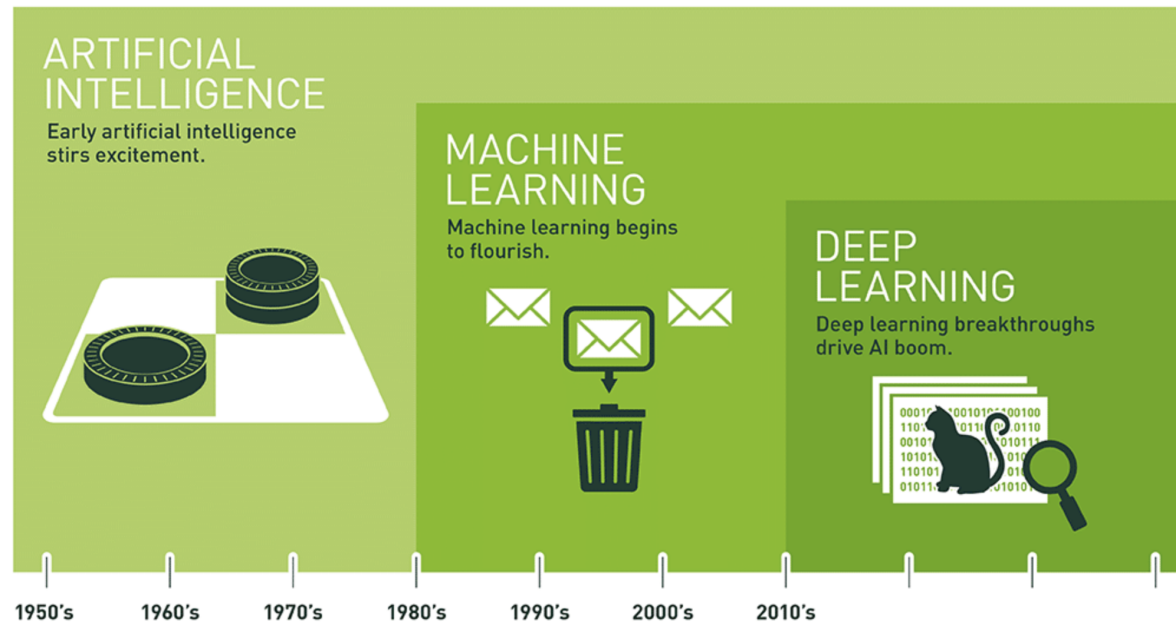 ARTIFICIAL
INTELLIGENCE
Early artificial intelligence
stirs excitement.
MACHINE
LEARNING
Machine learning begins
to flourish.
DEEP
LEARNING
Deep learning breakthroughs
drive AI boom.
1950's
1960's
1970's
1980's
1990's
2000's
2010's